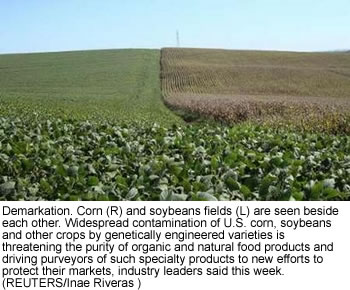 Demarkation. Corn (R) and soybeans fields (L) are seen beside
each other. Widespread contamination of U.S. corn, soybeans
and other crops by genetically engineered varieties is
threatening the purity of organic and natural food products and
driving purveyors of such specialty products to new efforts to
protect their markets, industry leaders said this week.
(REUTERS/Inae Riveras )